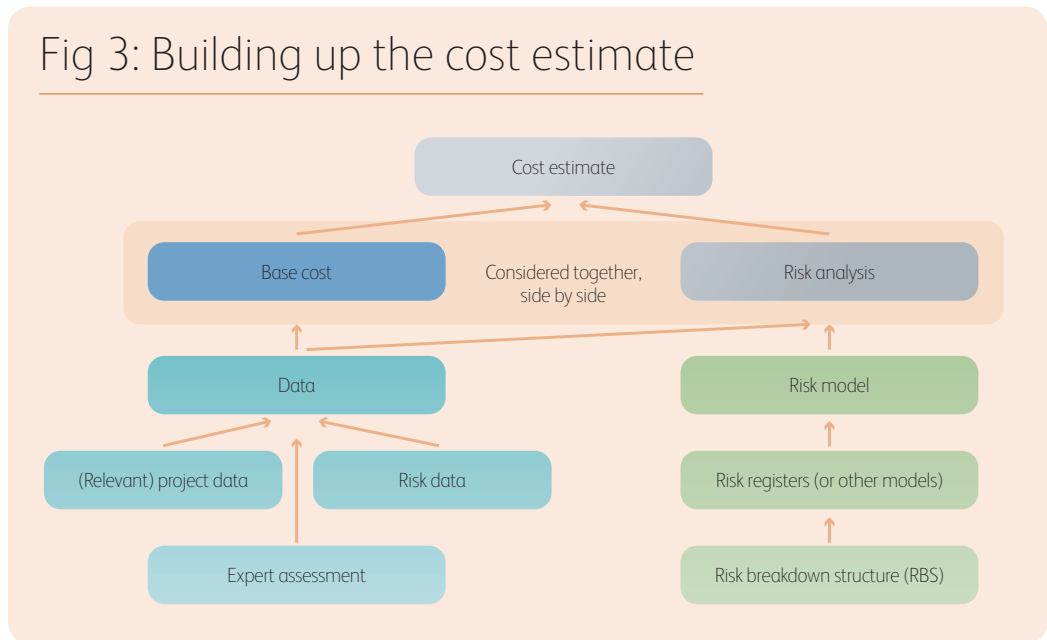 Fig 3: Building up the cost estimate
Cost estimate
Base cost
Considered together,
side by side
Risk analysis
Data
Risk model
(Relevant) project data
Risk data
Risk registers (or other models)
Expert assessment
Risk breakdown structure (RBS)